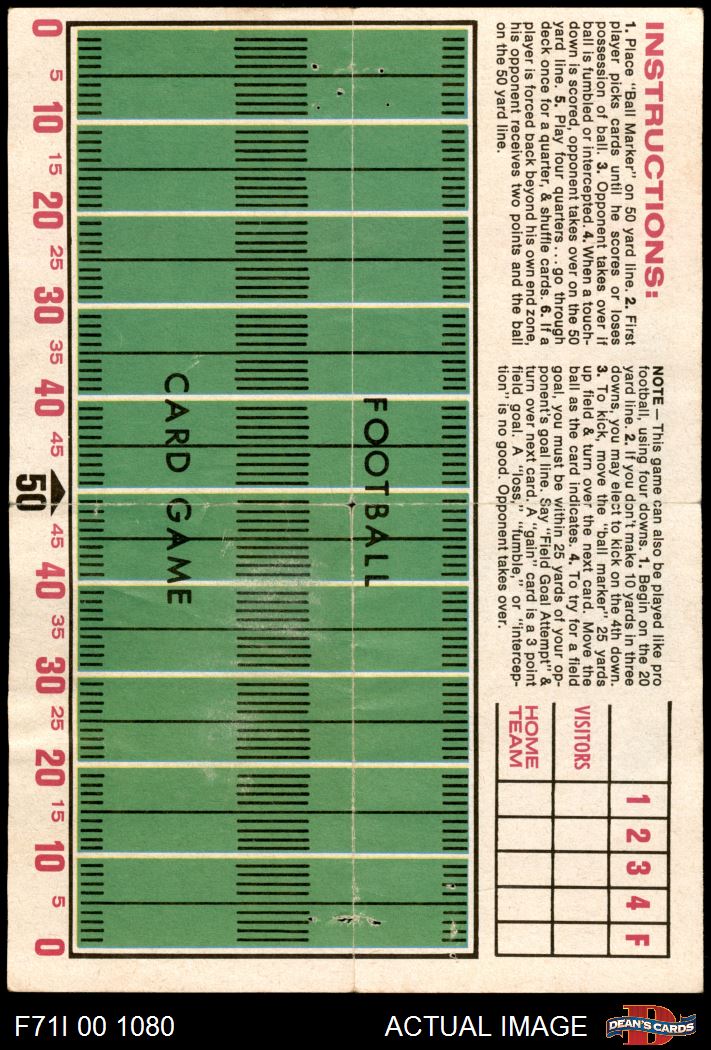 INSTRUCTIONS:
1. Place "Ball Marker" on 50 yard line. 2. First
player picks cards until he scores or loses
possession of ball. 3. Opponent takes over if
ball is fumbled or intercepted. 4. When a touch-
down is scored, opponent takes over on the 50
yard line. 5. Play four quarters... go through
deck once for a quarter, & shuffle cards. 6. If a
player is forced back beyond his own end zone,
his opponent receives two points and the ball
on the 50 yard line.
NOTE— This game can also be played like pro
football, using four downs. 1. Begin on the 20
yard line. 2. If you don't make 10 yards in three
downs, you may elect to kick on the 4th down.
3. To kick, move the "ball marker" 25 yards
up field & turn over the next card. Move the
ball as the card indicates. 4. To try for a field
goal, you must be within 25 yards of your op-
ponent's goal line. Say "Field Goal Attempt" &
turn over next card. A "gain" card is a 3 point
field goal. A "loss," "fumble," or "intercep-
tion" is no good. Opponent takes over.
1 2 3 4 F
VISITORS
HOME
TEAM
FOOTBALL
CARD GAME
0 5 10 15 20 25 30 35 40 45 50 45 40 35 30 25 20 15 10 5 0
F71I 00 1080
ACTUAL IMAGE
D
DEAN'S CARDS